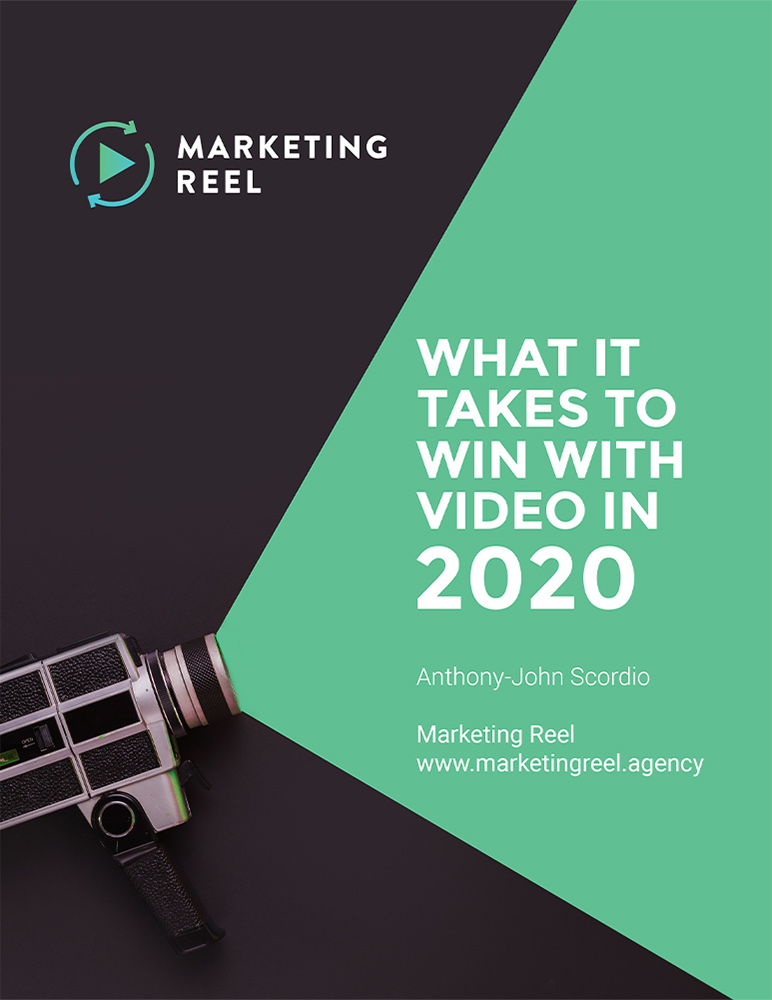 MARKETING
REEL
WHAT IT
TAKES TO
WIN WITH
VIDEO IN
2020
Anthony-John Scordio
Marketing Reel
www.marketingreel.agency
OPEN